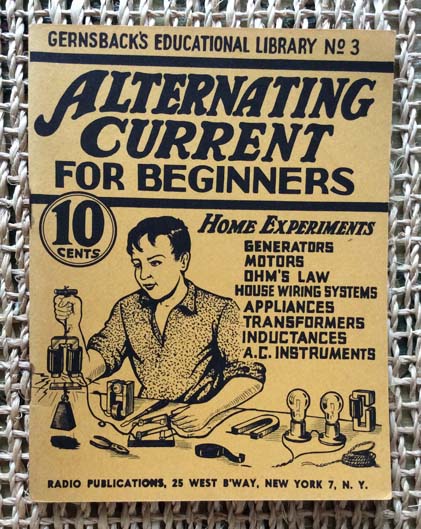 GERNSBACK'S EDUCATIONAL LIBRARY Nº 3
ALTERNATING
CURRENT
FOR BEGINNERS
10
CENTS
HOME EXPERIMENTS
GENERATORS
MOTORS
OHM'S LAW
HOUSE WIRING SYSTEMS
APPLIANCES
TRANSFORMERS
INDUCTANCES
A.C. INSTRUMENTS
RADIO PUBLICATIONS, 25 WEST B'WAY, NEW YORK 7, N. Y.